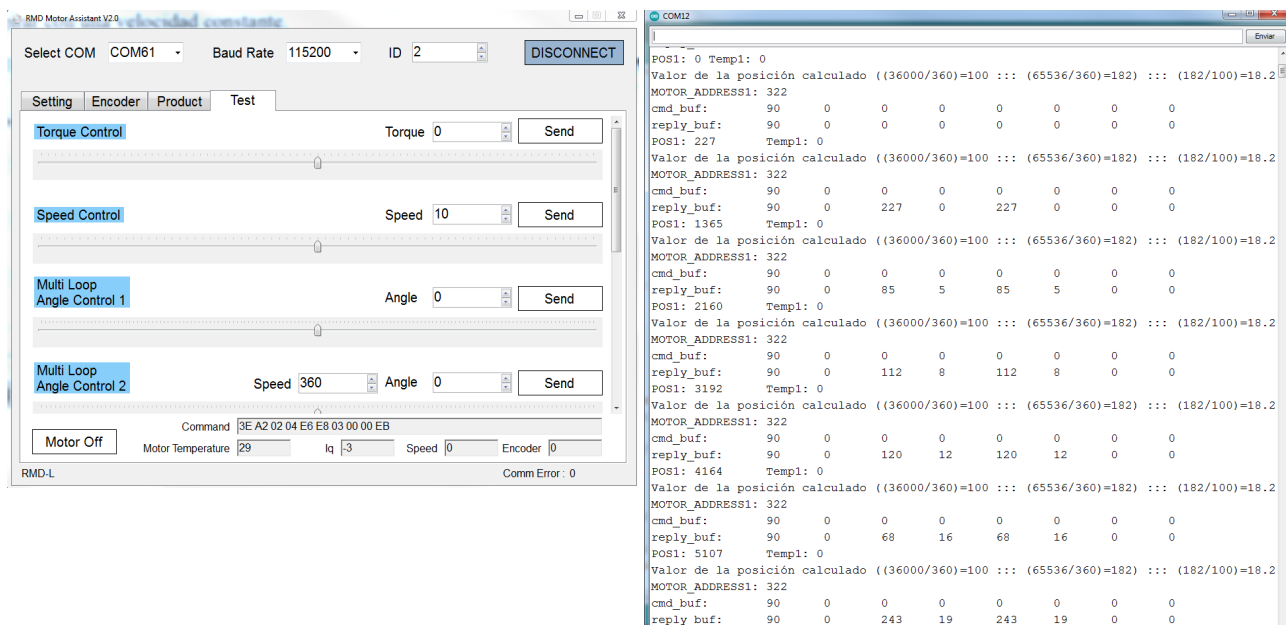 ar con una velocidad constante.
RMD Motor Assistant V2.0
Select COM COM61 Baud Rate 115200 ID 2 DISCONNECT
Setting Encoder Product Test
Torque Control Torque 0 Send
Speed Control Speed 10 Send
Multi Loop
Angle Control 1 Angle 0 Send
Multi Loop
Angle Control 2 Speed 360 Angle 0 Send
Command 3E A2 02 04 E6 E8 03 00 00 EB
Motor Off Motor Temperature 29 Iq -3 Speed 0 Encoder 0
RMD-L Comm Error : 0
COM12
Enviar
POS1: 0 Temp1: 0
Valor de la posición calculado ((36000/360)=100 ::: (65536/360)=182) ::: (182/100)=18.2
MOTOR_ADDRESS1: 322
cmd_buf: 90 0 0 0 0 0 0
reply_buf: 90 0 0 0 0 0 0
POS1: 227 Temp1: 0
Valor de la posición calculado ((36000/360)=100 ::: (65536/360)=182) ::: (182/100)=18.2
MOTOR_ADDRESS1: 322
cmd_buf: 90 0 0 0 0 0 0
reply_buf: 90 0 227 0 227 0 0
POS1: 1365 Temp1: 0
Valor de la posición calculado ((36000/360)=100 ::: (65536/360)=182) ::: (182/100)=18.2
MOTOR_ADDRESS1: 322
cmd_buf: 90 0 0 0 0 0 0
reply_buf: 90 0 85 5 85 5 0 0
POS1: 2160 Temp1: 0
Valor de la posición calculado ((36000/360)=100 ::: (65536/360)=182) ::: (182/100)=18.2
MOTOR_ADDRESS1: 322
cmd_buf: 90 0 0 0 0 0 0
reply_buf: 90 0 112 8 112 8 0 0
POS1: 3192 Temp1: 0
Valor de la posición calculado ((36000/360)=100 ::: (65536/360)=182) ::: (182/100)=18.2
MOTOR_ADDRESS1: 322
cmd_buf: 90 0 0 0 0 0 0
reply_buf: 90 0 120 12 120 12 0 0
POS1: 4164 Temp1: 0
Valor de la posición calculado ((36000/360)=100 ::: (65536/360)=182) ::: (182/100)=18.2
MOTOR_ADDRESS1: 322
cmd_buf: 90 0 0 0 0 0 0
reply_buf: 90 0 68 16 68 16 0 0
POS1: 5107 Temp1: 0
Valor de la posición calculado ((36000/360)=100 ::: (65536/360)=182) ::: (182/100)=18.2
MOTOR_ADDRESS1: 322
cmd_buf: 90 0 0 0 0 0 0
reply_buf: 90 0 243 19 243 19 0 0